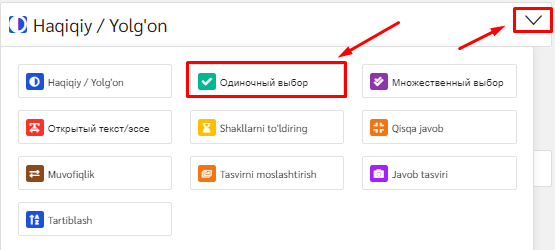 Haqiqiy / Yolg'on
Haqiqiy / Yolg'on
Одиночный выбор
Множественный выбор
Открытый текст/эссе
Shakllarni to'ldiring
Qisqa javob
Muvofiqlik
Tasvirni moslashtirish
Javob tasviri
Tartiblash